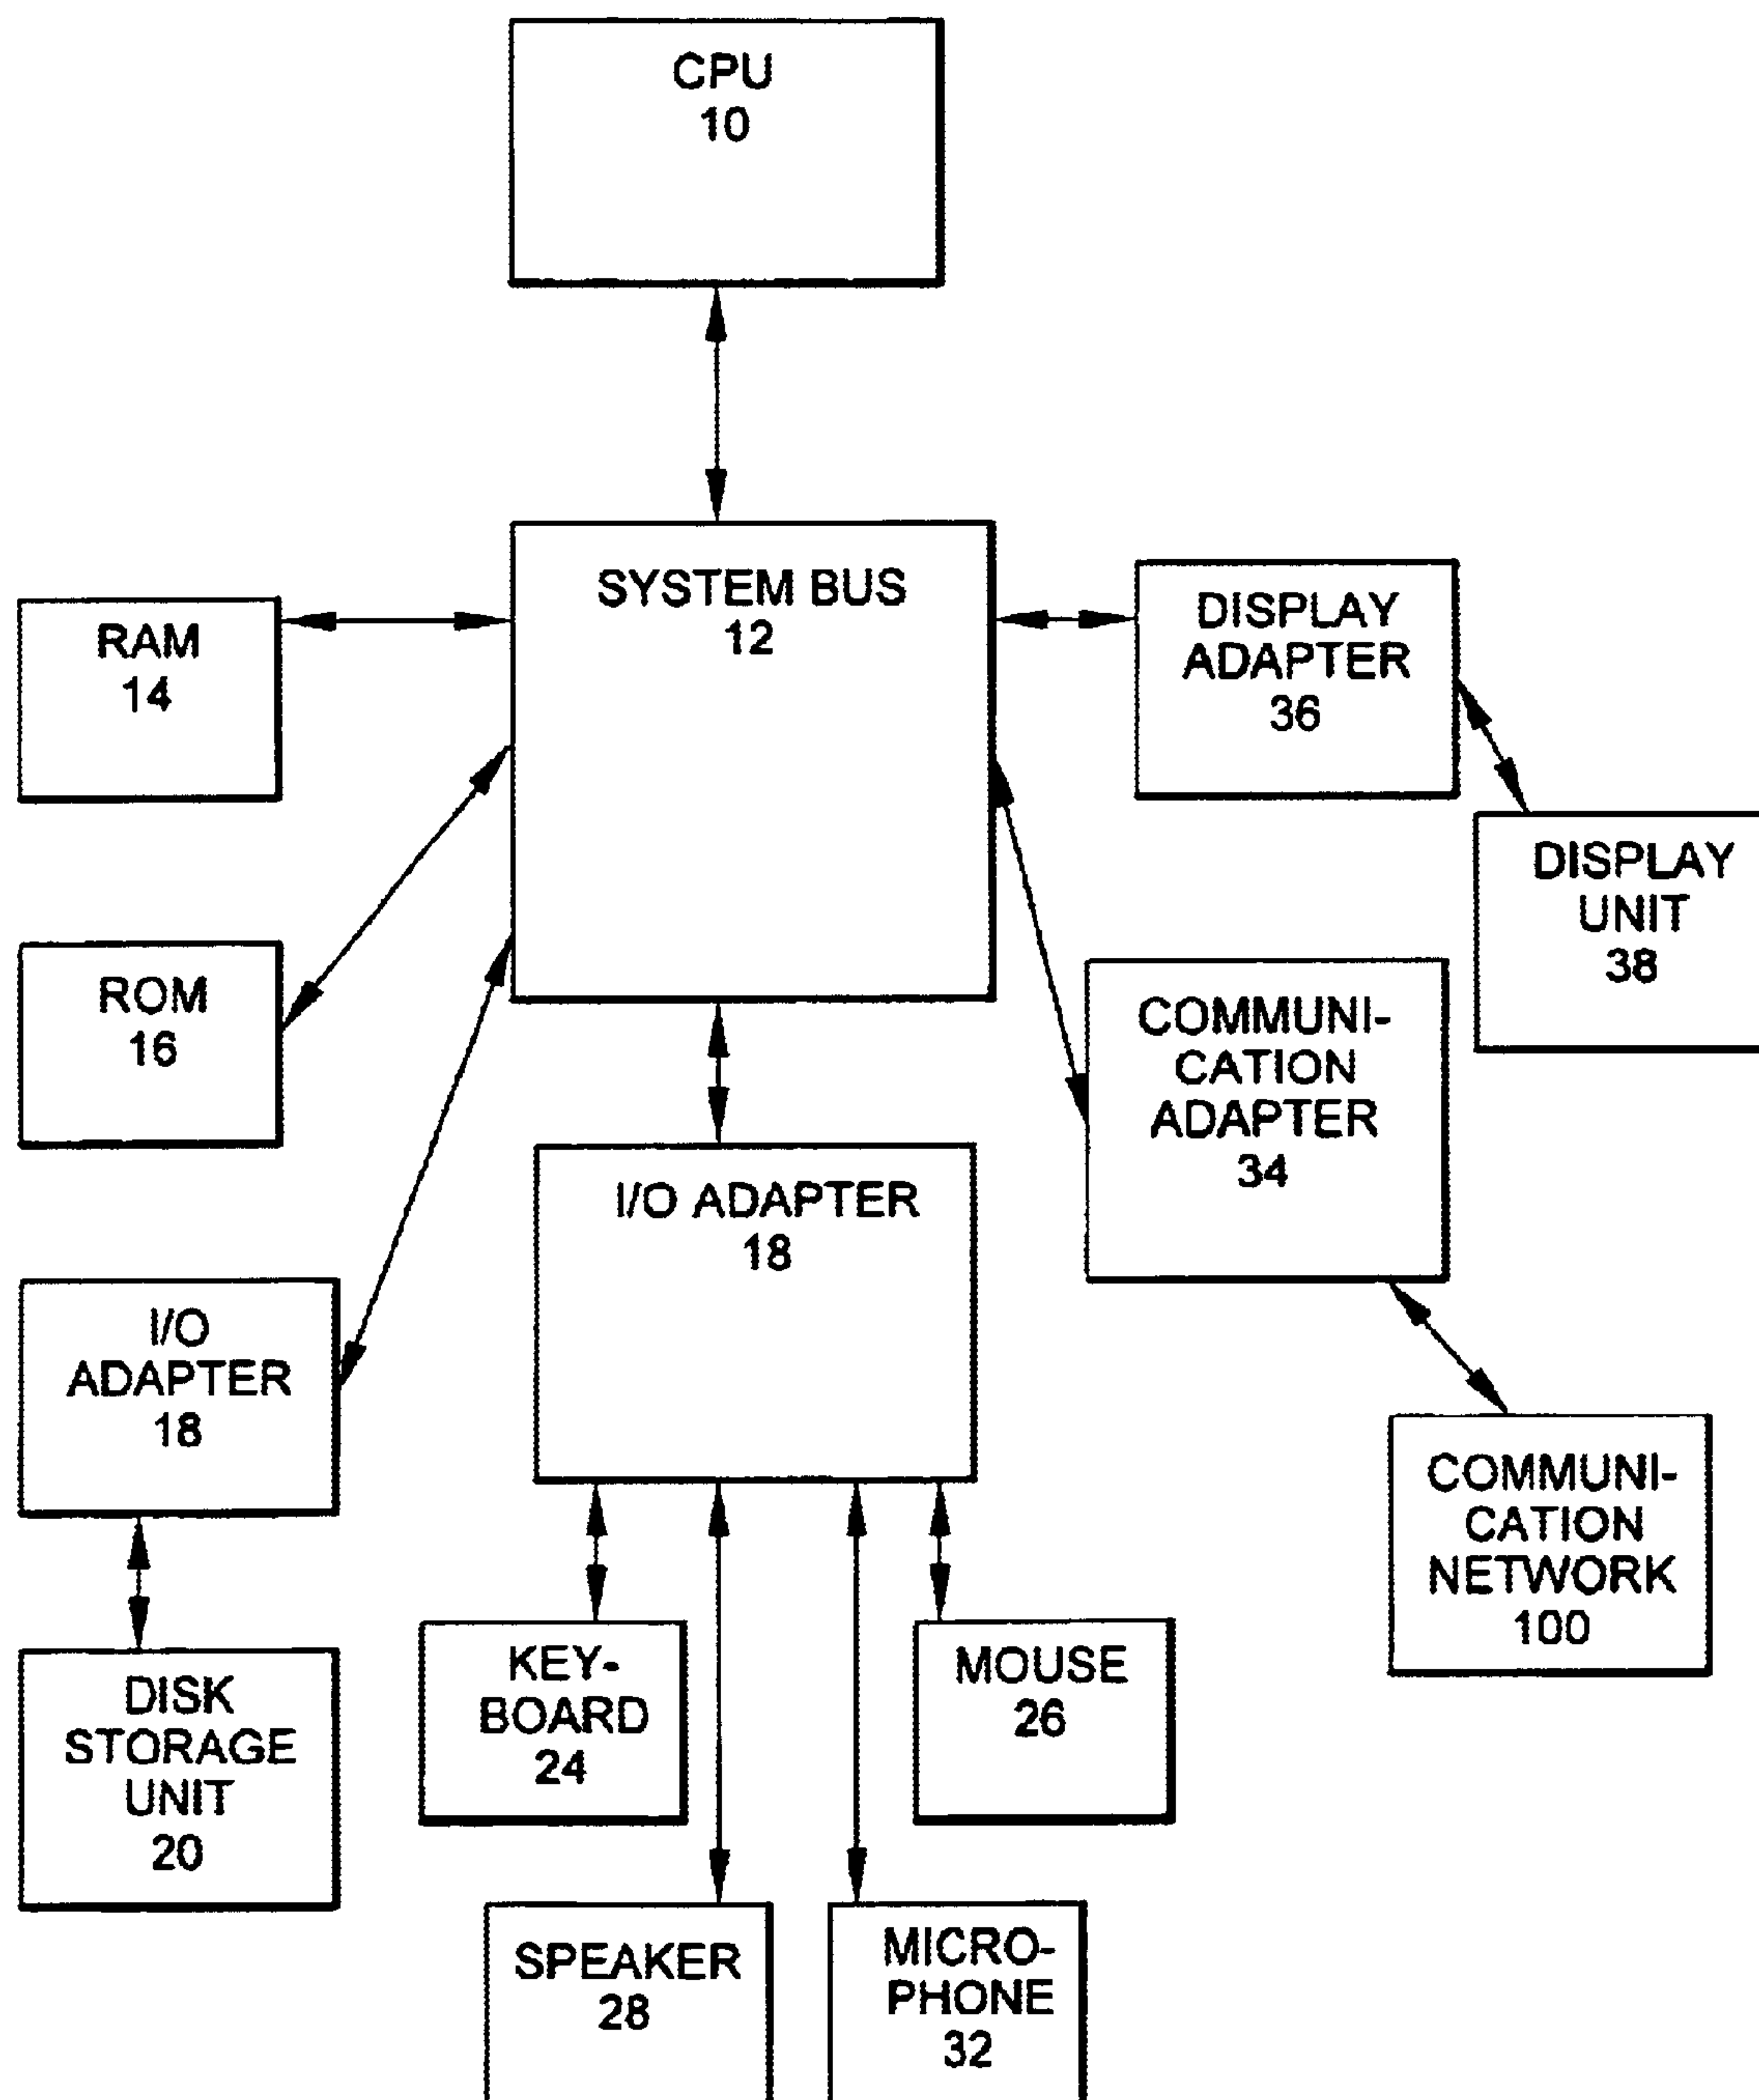 CPU
10
SYSTEM BUS
12
RAM
14
DISPLAY
ADAPTER
36
DISPLAY
UNIT
38
ROM
16
COMMUNI-
CATION
ADAPTER
34
I/O ADAPTER
18
I/O
ADAPTER
18
COMMUNI-
CATION
NETWORK
100
DISK
STORAGE
UNIT
20
KEY-
BOARD
24
MOUSE
26
SPEAKER
28
MICRO-
PHONE
32